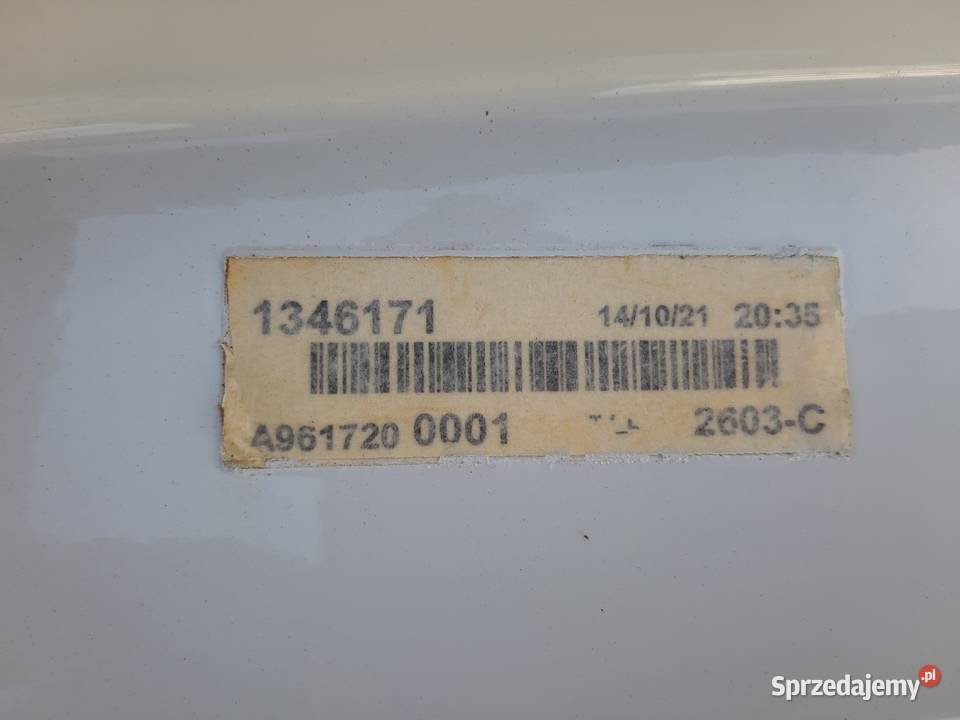 1346171 14/10/21 20:35
A961720 0001 2603-C
Sprzedajemy.pl